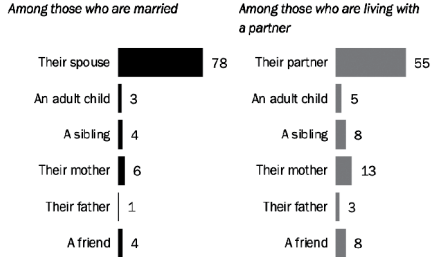 Among those who are married
Their spouse 78
An adult child 3
A sibling 4
Their mother 6
Their father 1
A friend 4
Among those who are living with
a partner
Their partner 55
An adult child 5
A sibling 8
Their mother 13
Their father 3
A friend 8